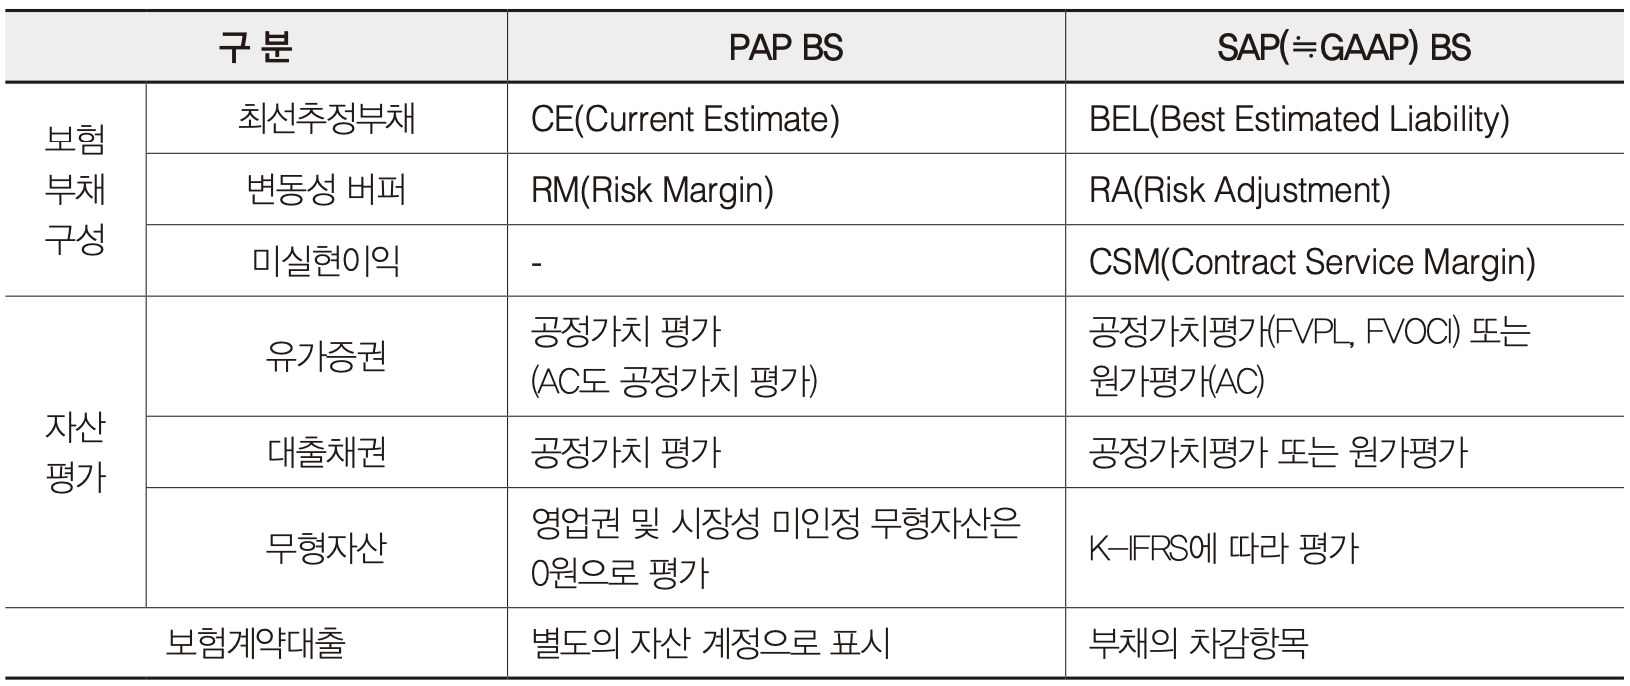 구 분 PAP BS SAP(≒GAAP) BS
보험
부채
구성
최선추정부채 CE(Current Estimate) BEL(Best Estimated Liability)
변동성 버퍼 RM(Risk Margin) RA(Risk Adjustment)
미실현이익 - CSM(Contract Service Margin)
자산
평가
유가증권
공정가치 평가
(AC도 공정가치 평가)
공정가치평가(FVPL, FVOCI) 또는
원가평가(AC)
대출채권 공정가치 평가 공정가치평가 또는 원가평가
무형자산
영업권 및 시장성 미인정 무형자산은
0원으로 평가
K-IFRS에 따라 평가
보험계약대출 별도의 자산 계정으로 표시 부채의 차감항목